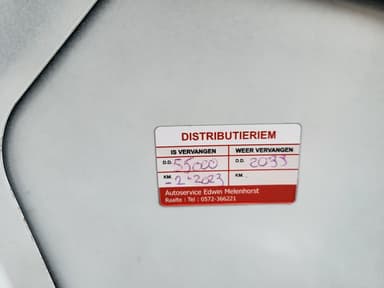 DISTRIBUTIERIEM
IS VERVANGEN WEER VERVANGEN
D.D. 55000 D.D. 2033
KM. -2-2023 KM.
Autoservice Edwin Melenhorst
Raalte : Tel : 0572-366221